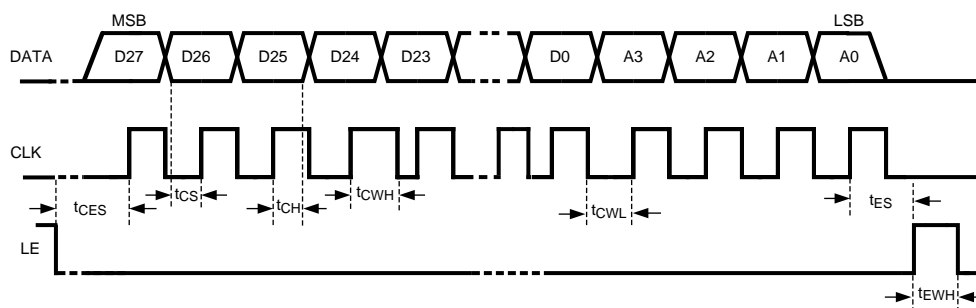 MSB LSB
DATA D27 D26 D25 D24 D23 D0 A3 A2 A1 A0
CLK
tCES tCS tCH tCWH tCWL tES
LE
tEWH